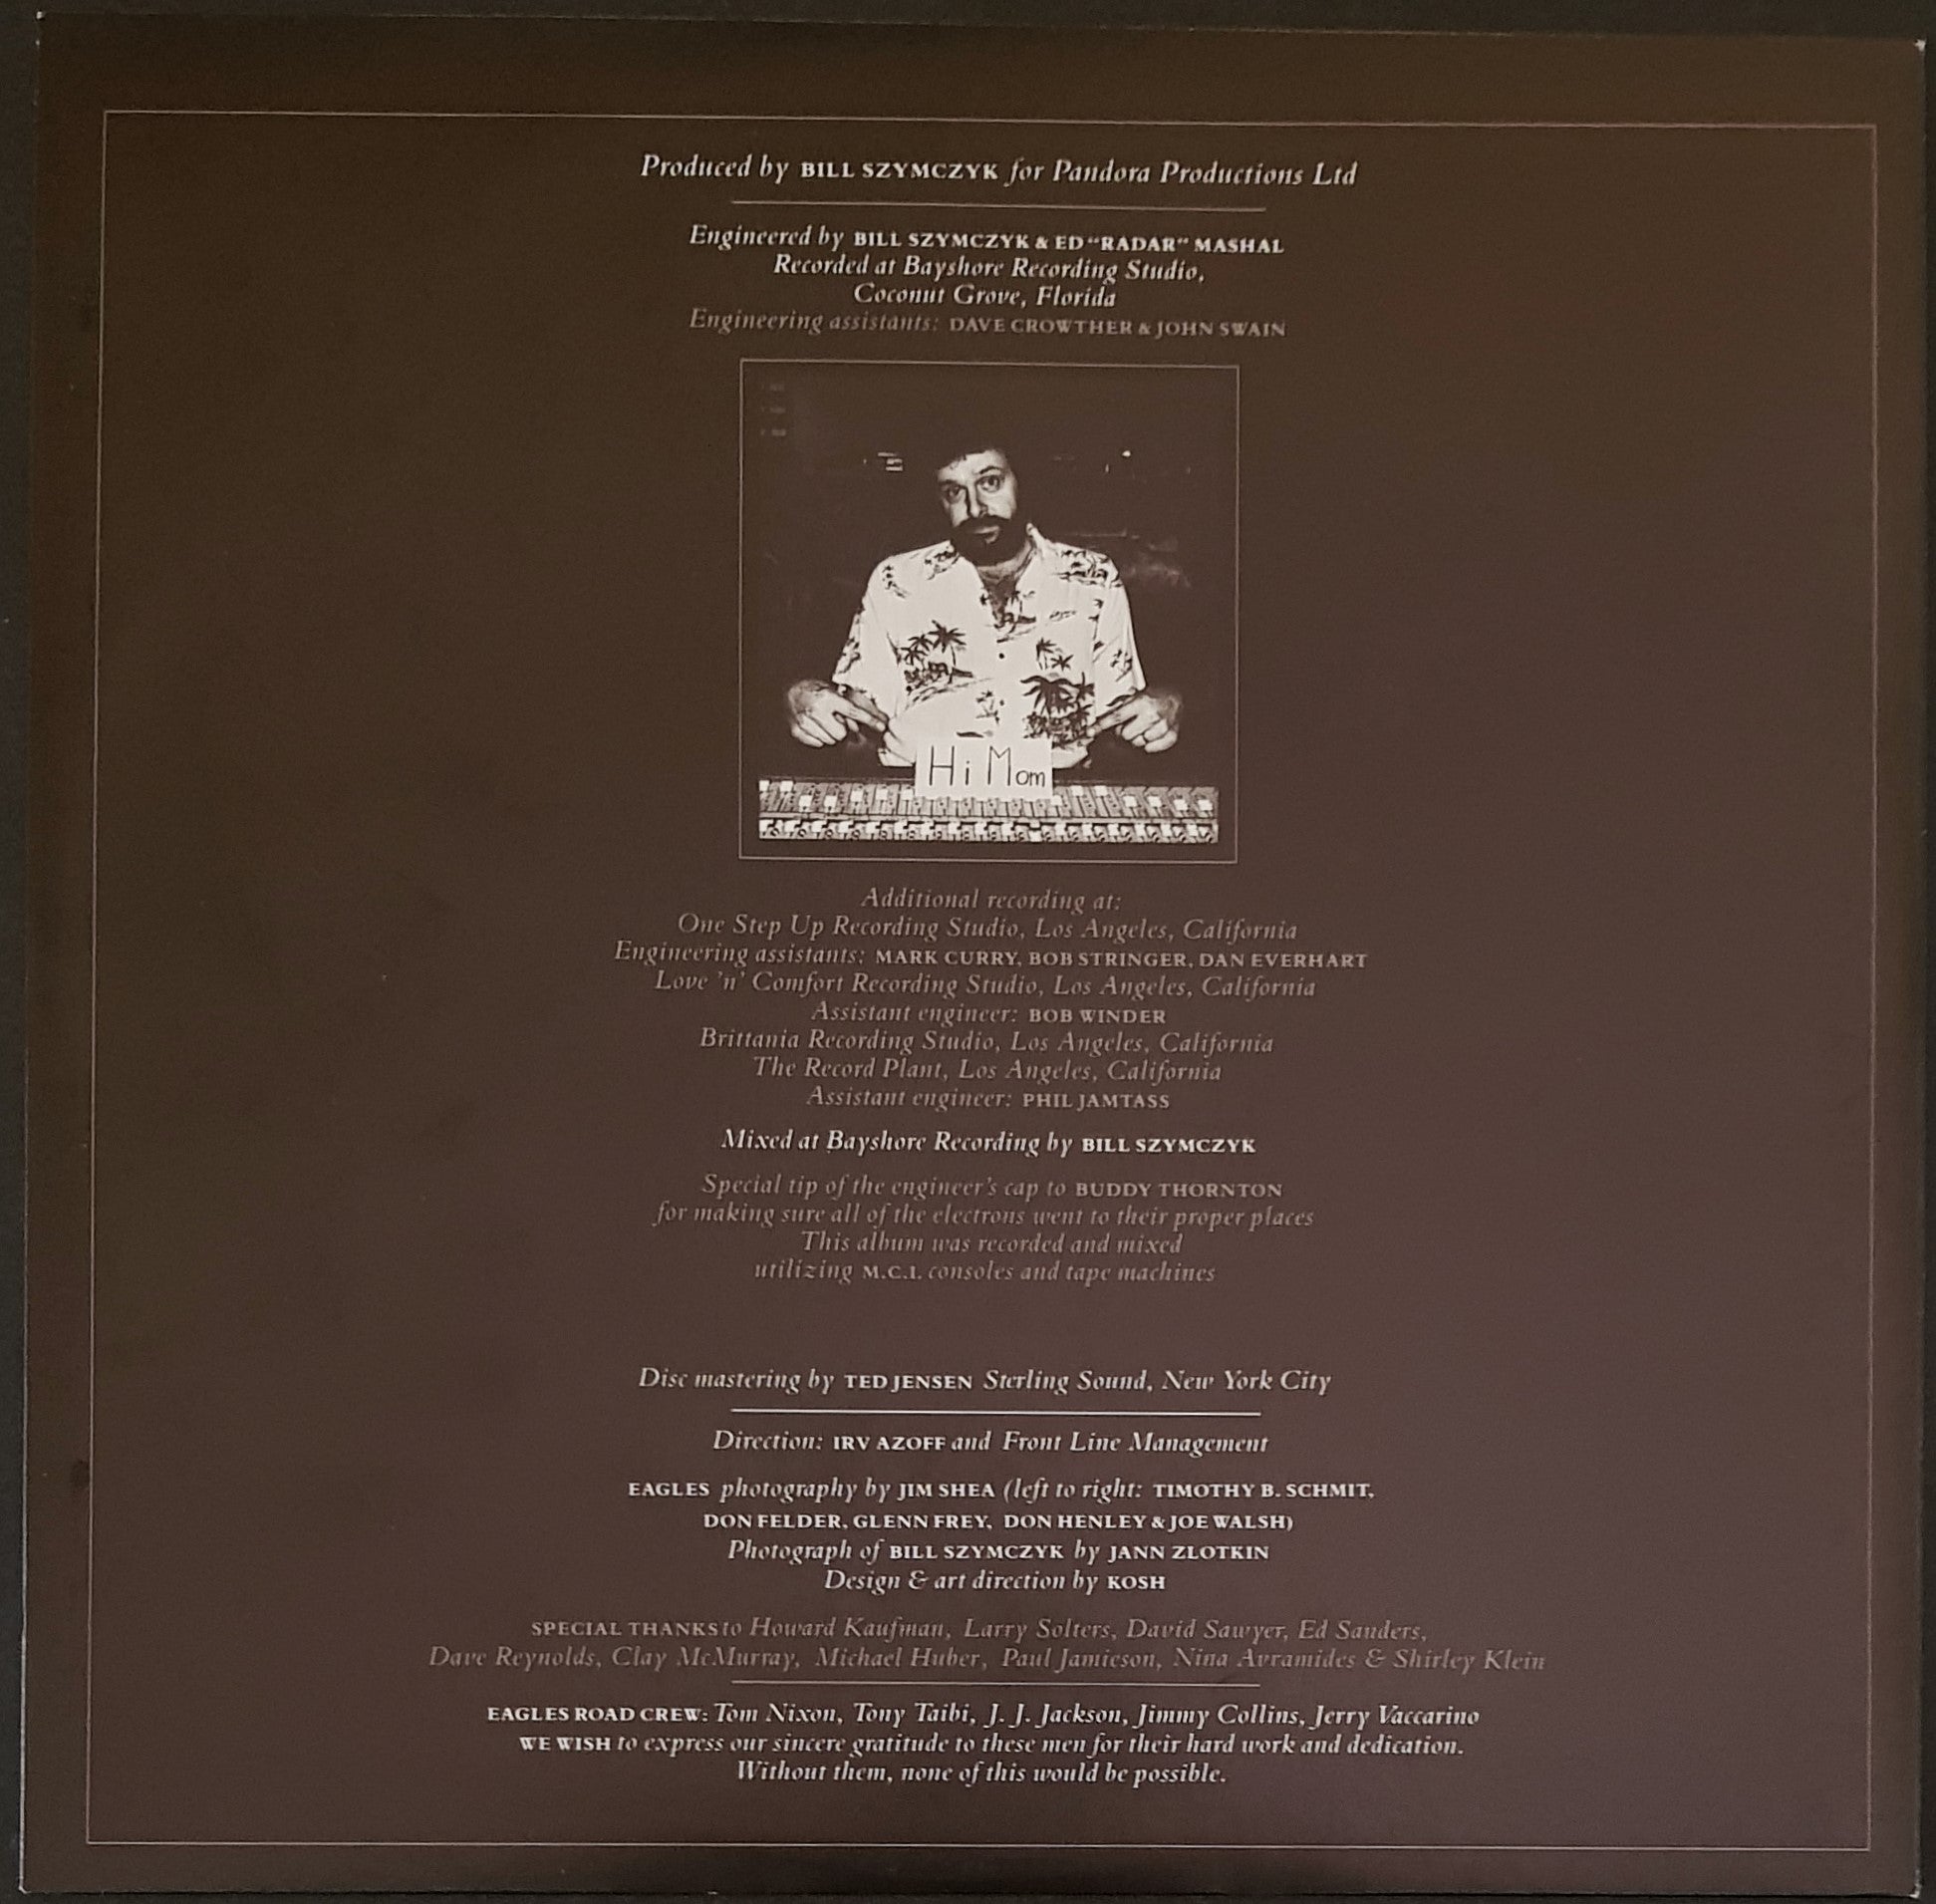 Produced by BILL SZYMCZYK for Pandora Productions Ltd
Engineered by BILL SZYMCZYK & ED "RADAR" MASHAL
Recorded at Bayshore Recording Studio,
Coconut Grove, Florida
Engineering assistants: DAVE CROWTHER & JOHN SWAIN
Hi Mom
Additional recording at:
One Step Up Recording Studio, Los Angeles, California
Engineering assistants: MARK CURRY, BOB STRINGER, DAN EVERHART
Love 'n' Comfort Recording Studio, Los Angeles, California
Assistant engineer: BOB WINDER
Brittania Recording Studio, Los Angeles, California
The Record Plant, Los Angeles, California
Assistant engineer: PHIL JAMTASS
Mixed at Bayshore Recording by BILL SZYMCZYK
Special tip of the engineer's cap to BUDDY THORNTON
for making sure all of the electrons went to their proper places
This album was recorded and mixed
utilizing M.C.I. consoles and tape machines
Disc mastering by TED JENSEN Sterling Sound, New York City
Direction: IRV AZOFF and Front Line Management
EAGLES photography by JIM SHEA (left to right: TIMOTHY B. SCHMIT,
DON FELDER, GLENN FREY, DON HENLEY & JOE WALSH)
Photograph of BILL SZYMCZYK by JANN ZLOTKIN
Design & art direction by KOSH
SPECIAL THANKS to Howard Kaufman, Larry Solters, David Sawyer, Ed Sanders,
Dave Reynolds, Clay McMurray, Michael Huber, Paul Jamieson, Nina Avramides & Shirley Klein
EAGLES ROAD CREW: Tom Nixon, Tony Taibi, J. J. Jackson, Jimmy Collins, Jerry Vaccarino
WE WISH to express our sincere gratitude to these men for their hard work and dedication.
Without them, none of this would be possible.